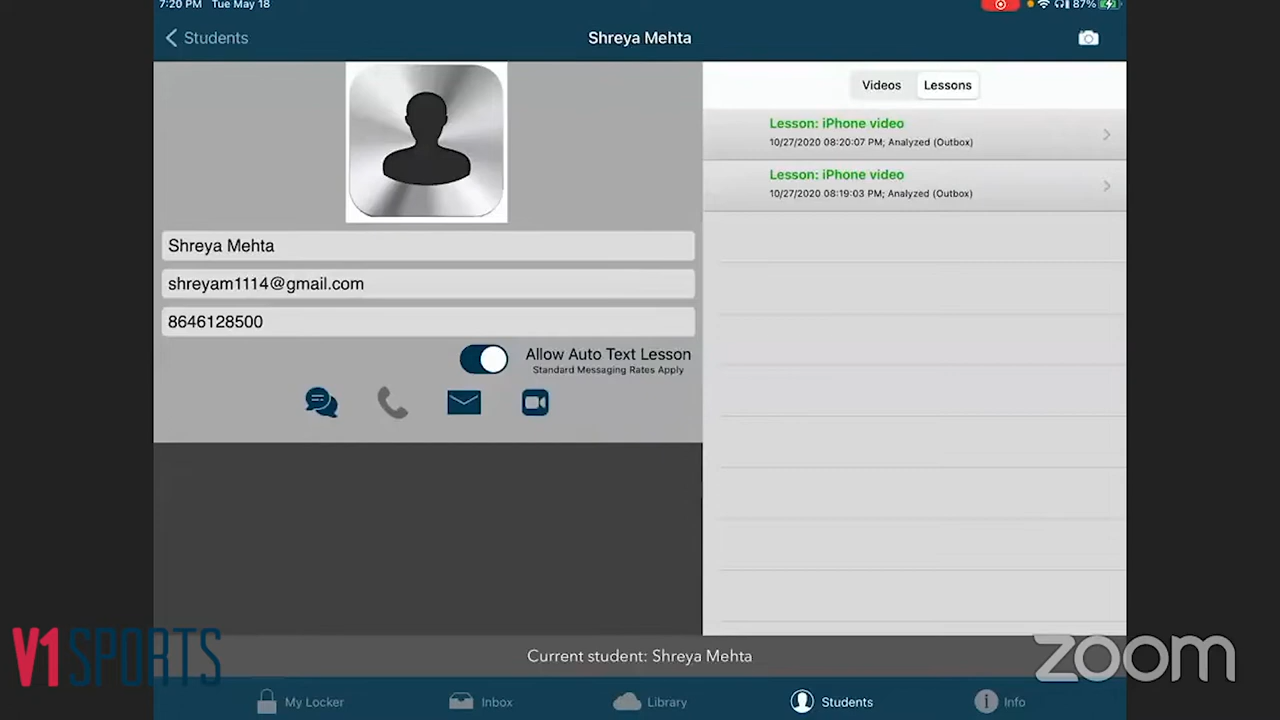 7:20 PM Tue May 18
87%
Students
Shreya Mehta
Videos
Lessons
Lesson: iPhone video
10/27/2020 08:20:07 PM; Analyzed (Outbox)
Lesson: iPhone video
10/27/2020 08:19:03 PM; Analyzed (Outbox)
Shreya Mehta
shreyam1114@gmail.com
8646128500
Allow Auto Text Lesson
Standard Messaging Rates Apply
Current student: Shreya Mehta
V1 SPORTS
zoom
My Locker
Inbox
Library
Students
Info